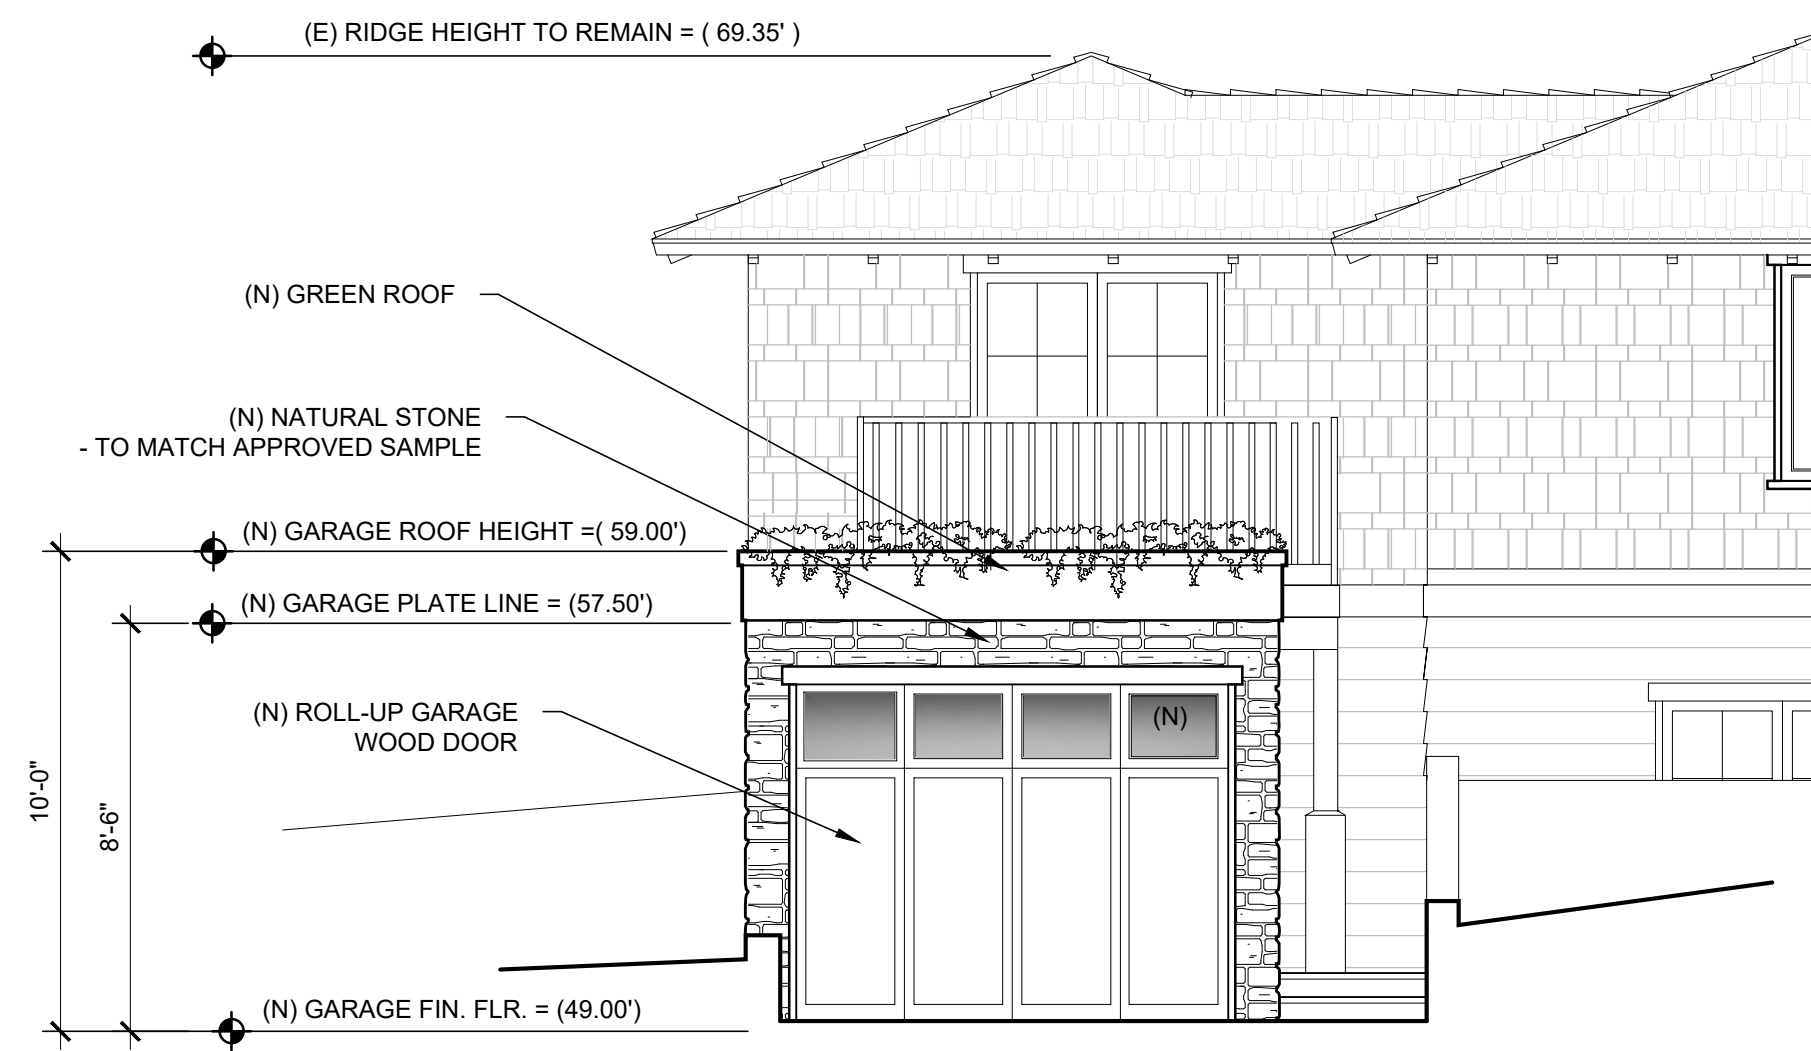 (E) RIDGE HEIGHT TO REMAIN = ( 69.35' )
(N) GREEN ROOF
(N) NATURAL STONE
- TO MATCH APPROVED SAMPLE
(N) GARAGE ROOF HEIGHT =( 59.00')
(N) GARAGE PLATE LINE = (57.50')
(N) ROLL-UP GARAGE
WOOD DOOR
(N)
10'-0"
8'-6"
(N) GARAGE FIN. FLR. = (49.00')